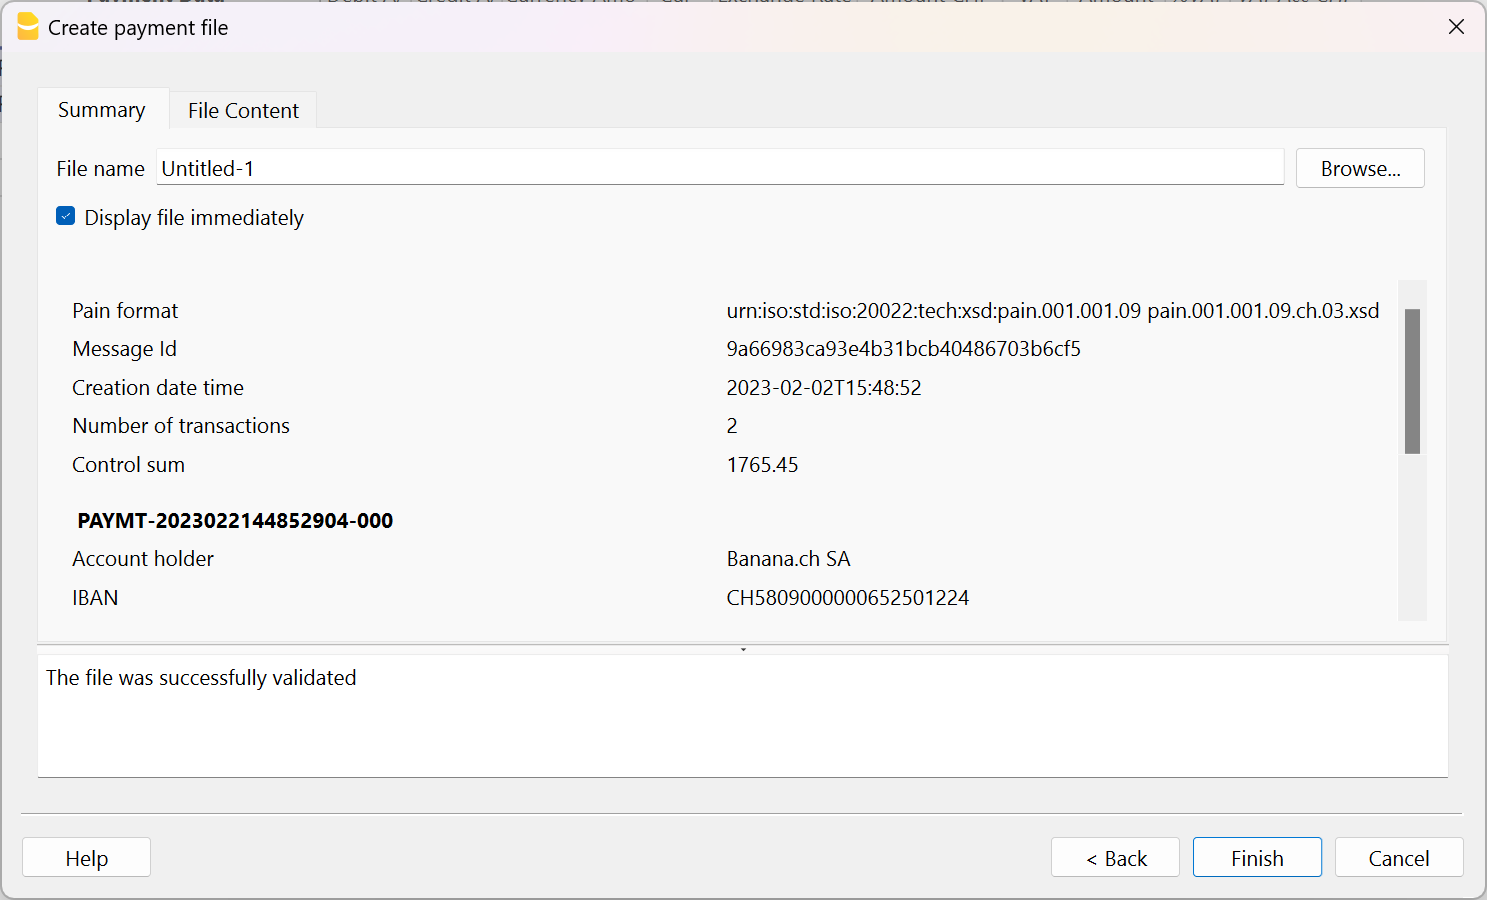 Create payment file
Summary
File Content
File name Untitled-1 Browse...
Display file immediately
Pain format urn:iso:std:iso:20022:tech:xsd:pain.001.001.09 pain.001.001.09.ch.03.xsd
Message Id 9a66983ca93e4b31bcb40486703b6cf5
Creation date time 2023-02-02T15:48:52
Number of transactions 2
Control sum 1765.45
PAYMT-2023022144852904-000
Account holder Banana.ch SA
IBAN CH5809000000652501224
The file was successfully validated
Help < Back Finish Cancel